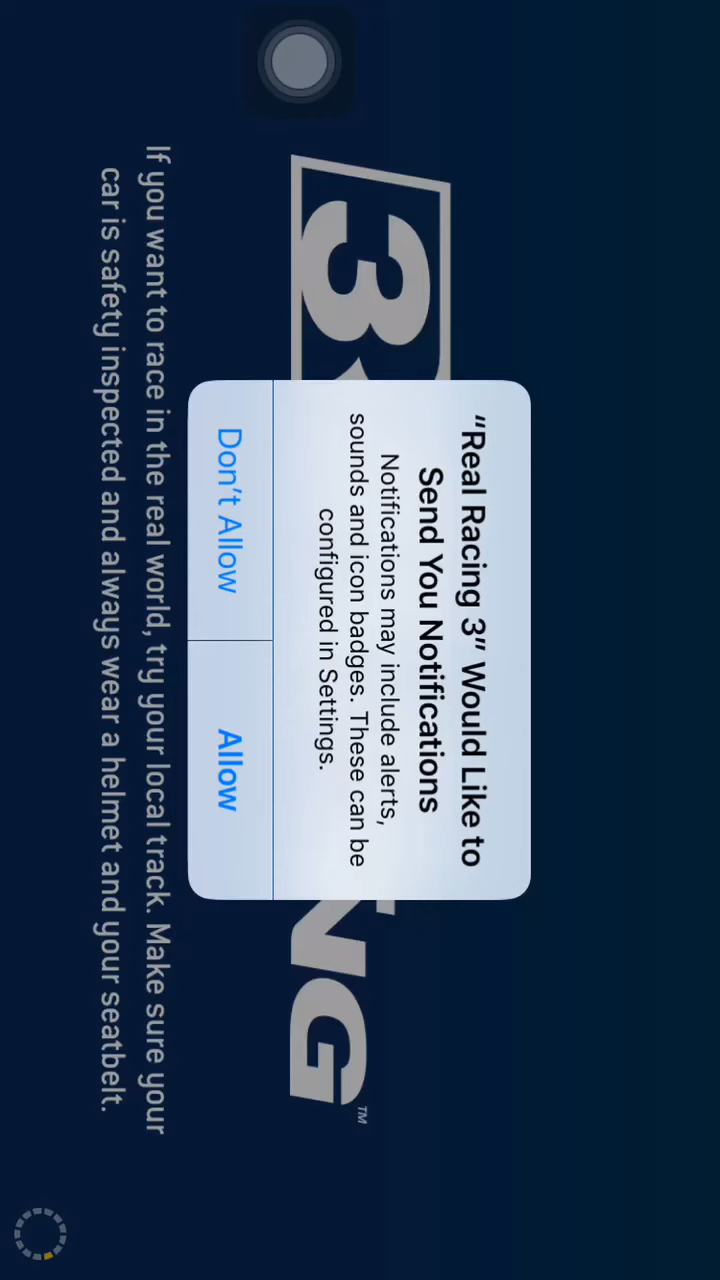 3
NG™
“Real Racing 3” Would Like to
Send You Notifications
Notifications may include alerts,
sounds and icon badges. These can be
configured in Settings.
Don’t Allow
Allow
If you want to race in the real world, try your local track. Make sure your
car is safety inspected and always wear a helmet and your seatbelt.